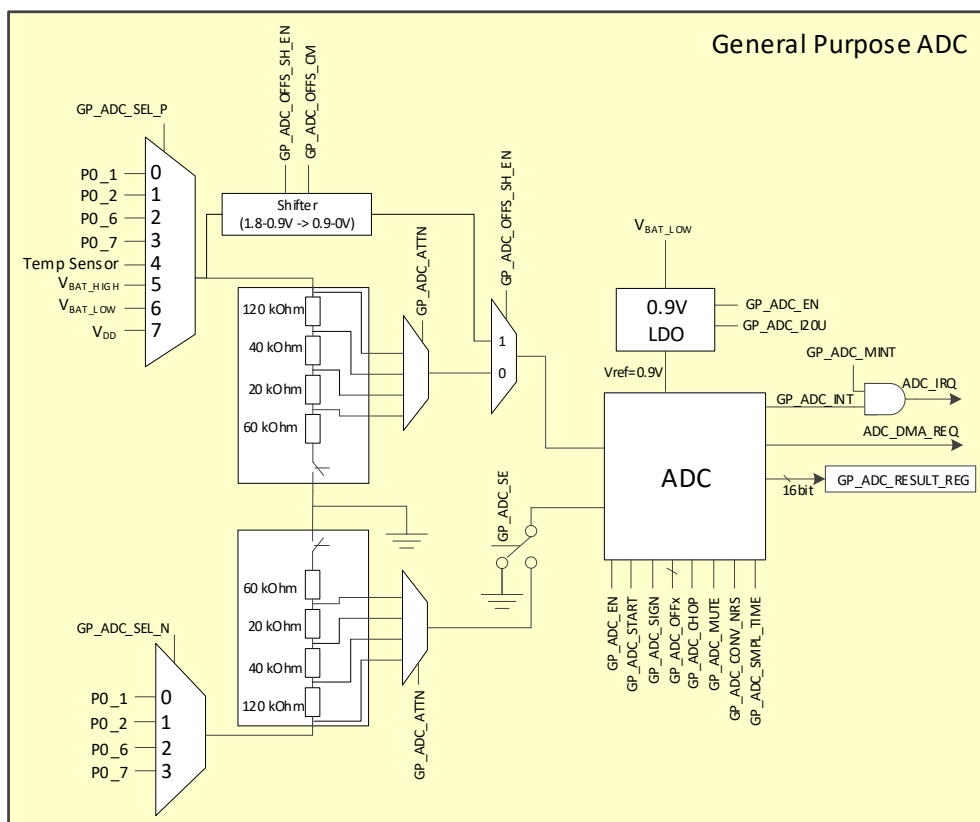 General Purpose ADC
GP_ADC_OFFS_SH_EN
GP_ADC_OFFS_CM
GP_ADC_SEL_P
P0_1
0
P0_2
1
P0_6
2
P0_7
3
Temp Sensor
4
VBAT_HIGH
5
VBAT_LOW
6
VDD
7
Shifter
(1.8-0.9V -> 0.9-0V)
GP_ADC_ATTN
GP_ADC_OFFS_SH_EN
1
0
120 kOhm
40 kOhm
20 kOhm
60 kOhm
VBAT_LOW
0.9V
LDO
GP_ADC_EN
GP_ADC_I20U
Vref=0.9V
GP_ADC_MINT
GP_ADC_INT
ADC_IRQ
ADC_DMA_REQ
ADC
16bit
GP_ADC_RESULT_REG
GP_ADC_SE
GP_ADC_EN
GP_ADC_START
GP_ADC_SIGN
GP_ADC_OFFx
GP_ADC_CHOP
GP_ADC_MUTE
GP_ADC_CONV_NRS
GP_ADC_SMPL_TIME
60 kOhm
20 kOhm
40 kOhm
120 kOhm
GP_ADC_ATTN
GP_ADC_SEL_N
P0_1
0
P0_2
1
P0_6
2
P0_7
3